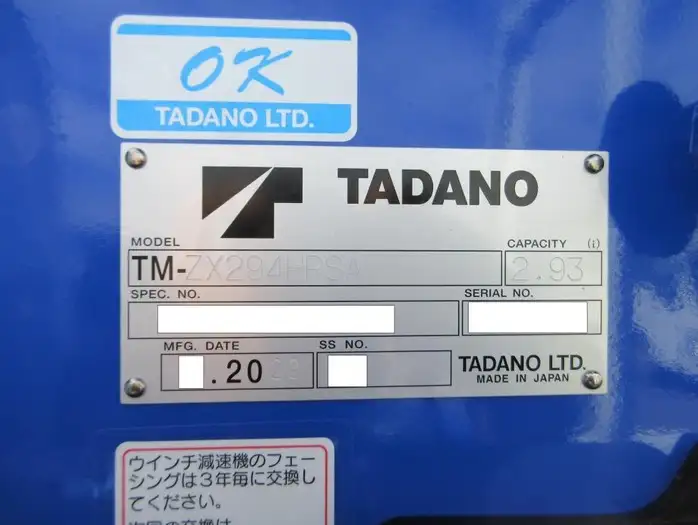 OK
TADANO LTD.
TADANO
MODEL
CAPACITY (t)
TM-ZX294HRSA
2.93
SPEC. NO.
SERIAL NO.
MFG. DATE
SS NO.
.20
TADANO LTD.
MADE IN JAPAN
ウインチ減速機のフェー
シングは3年毎に交換し
てください。